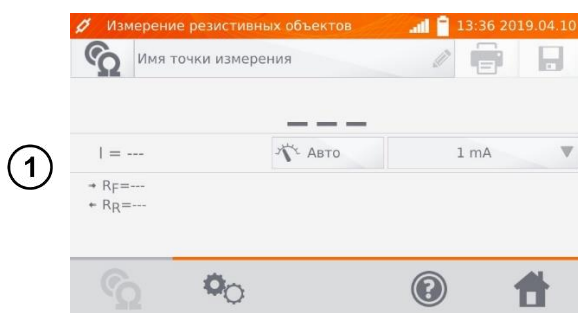 Измерение резистивных объектов 13:36 2019.04.10
Имя точки измерения
---
1
I = --- Авто 1 mA
→ RF=---
← RR=---